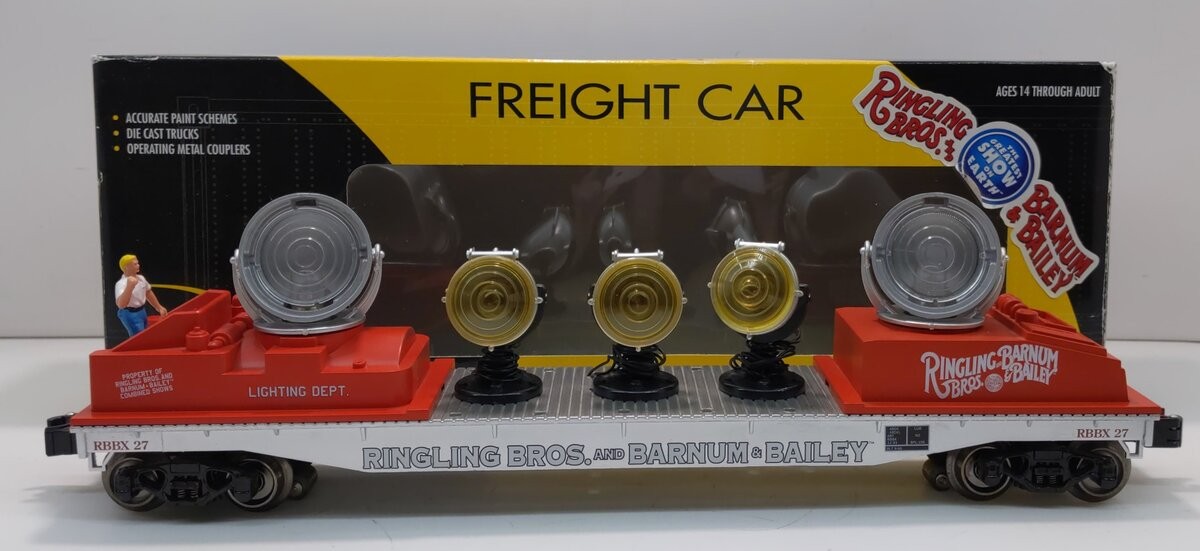 FREIGHT CAR
AGES 14 THROUGH ADULT
• ACCURATE PAINT SCHEMES
• DIE CAST TRUCKS
• OPERATING METAL COUPLERS
RINGLING
BROS. &
THE
GREATEST
SHOW
ON
EARTH
BARNUM
& BAILEY
PROPERTY OF
RINGLING BROS AND
BARNUM & BAILEY
COMBINED SHOWS
LIGHTING DEPT.
RINGLING BROS.
BARNUM
& BAILEY
RBBX 27
RINGLING BROS. AND BARNUM & BAILEY™
RBBX 27